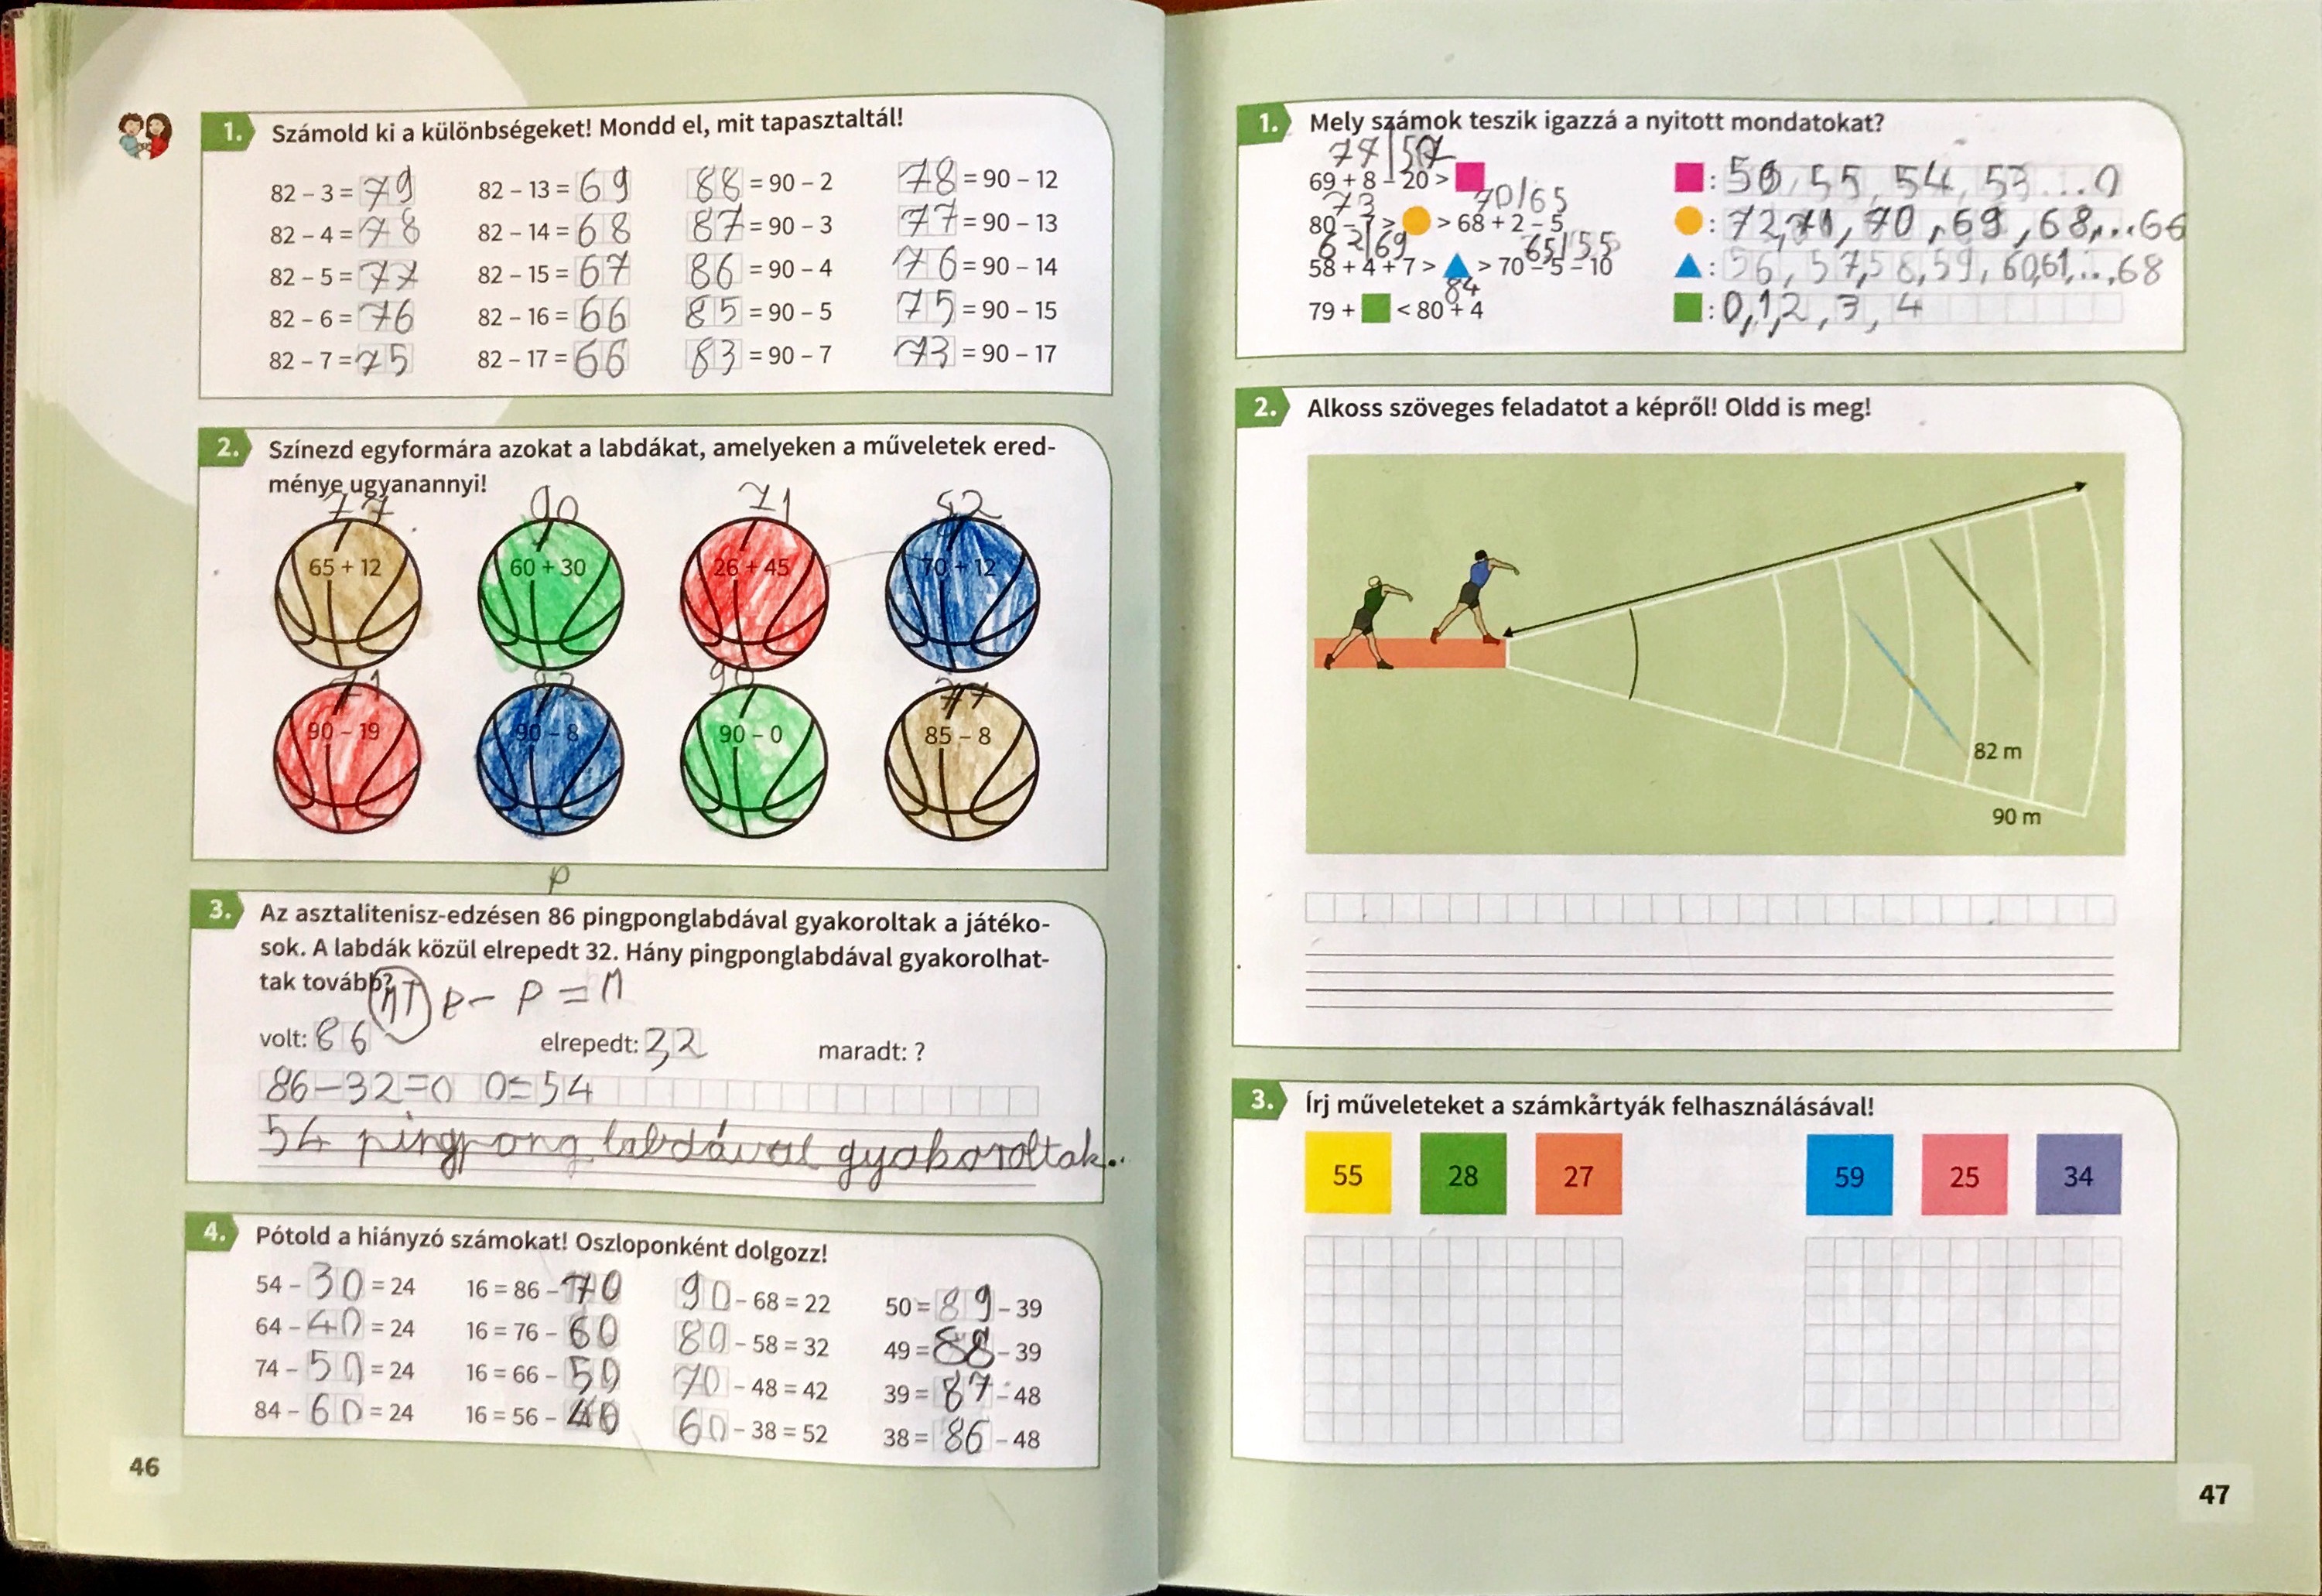 1. Számold ki a különbségeket! Mondd el, mit tapasztaltál!
82 – 3 = 79 82 – 13 = 69 88 = 90 – 2 78 = 90 – 12
82 – 4 = 78 82 – 14 = 68 87 = 90 – 3 77 = 90 – 13
82 – 5 = 77 82 – 15 = 67 86 = 90 – 4 76 = 90 – 14
82 – 6 = 76 82 – 16 = 66 85 = 90 – 5 75 = 90 – 15
82 – 7 = 75 82 – 17 = 66 83 = 90 – 7 73 = 90 – 17
2. Színezd egyformára azokat a labdákat, amelyeken a műveletek ered-
ménye ugyanannyi!
77 90 71 82
65 + 12 60 + 30 26 + 45 70 + 12
71 82 90 77
90 – 19 90 – 8 90 – 0 85 – 8
P
3. Az asztalitenisz-edzésen 86 pingponglabdával gyakoroltak a játéko-
sok. A labdák közül elrepedt 32. Hány pingponglabdával gyakorolhat-
tak tovább?
P – P = M
volt: 86 elrepedt: 32 maradt: ?
86–32=0 0=54
54 pingpong labdával gyakoroltak.
4. Pótold a hiányzó számokat! Oszloponként dolgozz!
54 – 30 = 24 16 = 86 – 70 90 – 68 = 22 50 = 89 – 39
64 – 40 = 24 16 = 76 – 60 80 – 58 = 32 49 = 88 – 39
74 – 50 = 24 16 = 66 – 50 70 – 48 = 42 39 = 87 – 48
84 – 60 = 24 16 = 56 – 40 60 – 38 = 52 38 = 86 – 48
46
1. Mely számok teszik igazzá a nyitott mondatokat?
77|57
69 + 8 – 20 > : 56, 55, 54, 53...0
73 70/65
80 – 7 > > 68 + 2 – 5 : 72, 71, 70, 69, 68,...66
62|69 65|55
58 + 4 + 7 > > 70 – 5 – 10 : 56, 57, 58, 59, 60, 61,...,68
84
79 + < 80 + 4 : 0, 1, 2, 3, 4
2. Alkoss szöveges feladatot a képről! Oldd is meg!
82 m
90 m
3. Írj műveleteket a számkártyák felhasználásával!
55 28 27 59 25 34
47